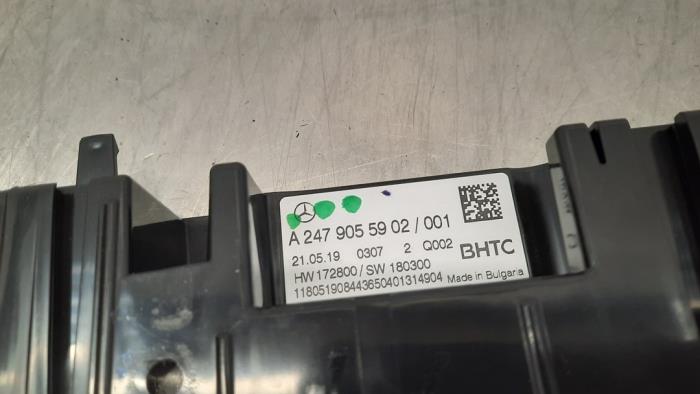 A 247 905 59 02 / 001
21.05.19 0307 2 Q002
BHTC
HW 172800 / SW 180300
118051908443650401314904 Made in Bulgaria